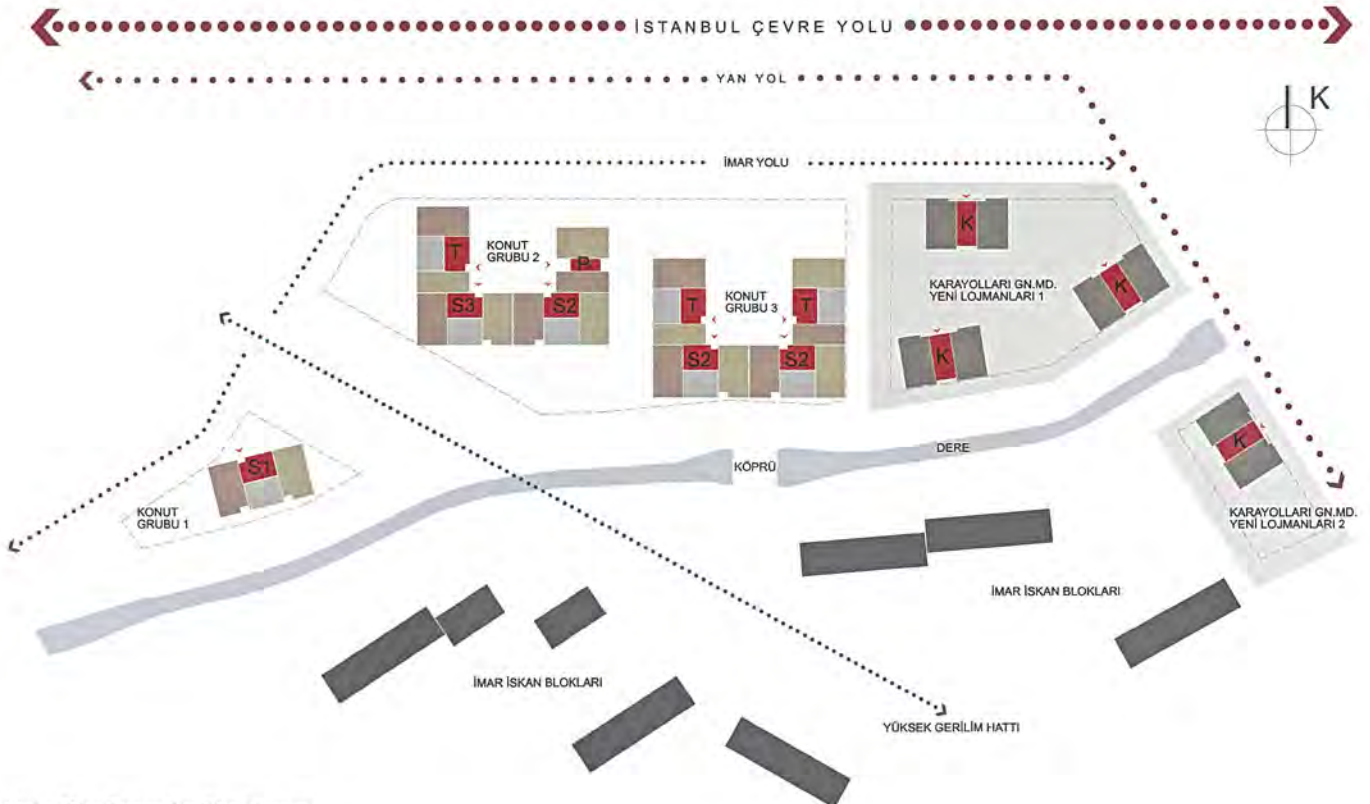 İSTANBUL ÇEVRE YOLU
YAN YOL
K
İMAR YOLU
T
KONUT
GRUBU 2
P
S3
S2
T
KONUT
GRUBU 3
T
S2
S2
K
KARAYOLLARI GN.MD.
YENİ LOJMANLARI 1
K
K
S1
KONUT
GRUBU 1
KÖPRÜ
DERE
K
KARAYOLLARI GN.MD.
YENİ LOJMANLARI 2
İMAR İSKAN BLOKLARI
İMAR İSKAN BLOKLARI
YÜKSEK GERİLİM HATTI